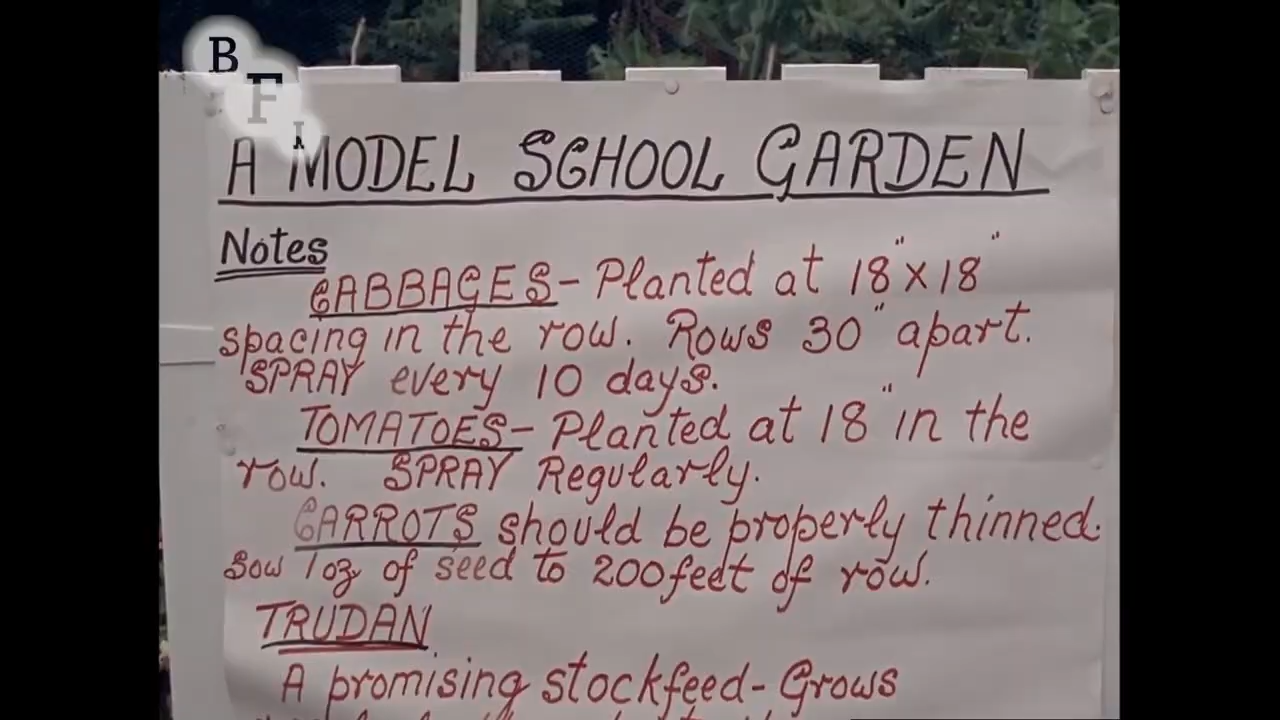 BFI
A MODEL SCHOOL GARDEN
Notes
CABBAGES- Planted at 18" x 18"
spacing in the row. Rows 30" apart.
SPRAY every 10 days.
TOMATOES- Planted at 18" in the
row. SPRAY Regularly.
CARROTS should be properly thinned.
Sow 1oz of seed to 200feet of row.
TRUDAN
A promising stockfeed- Grows